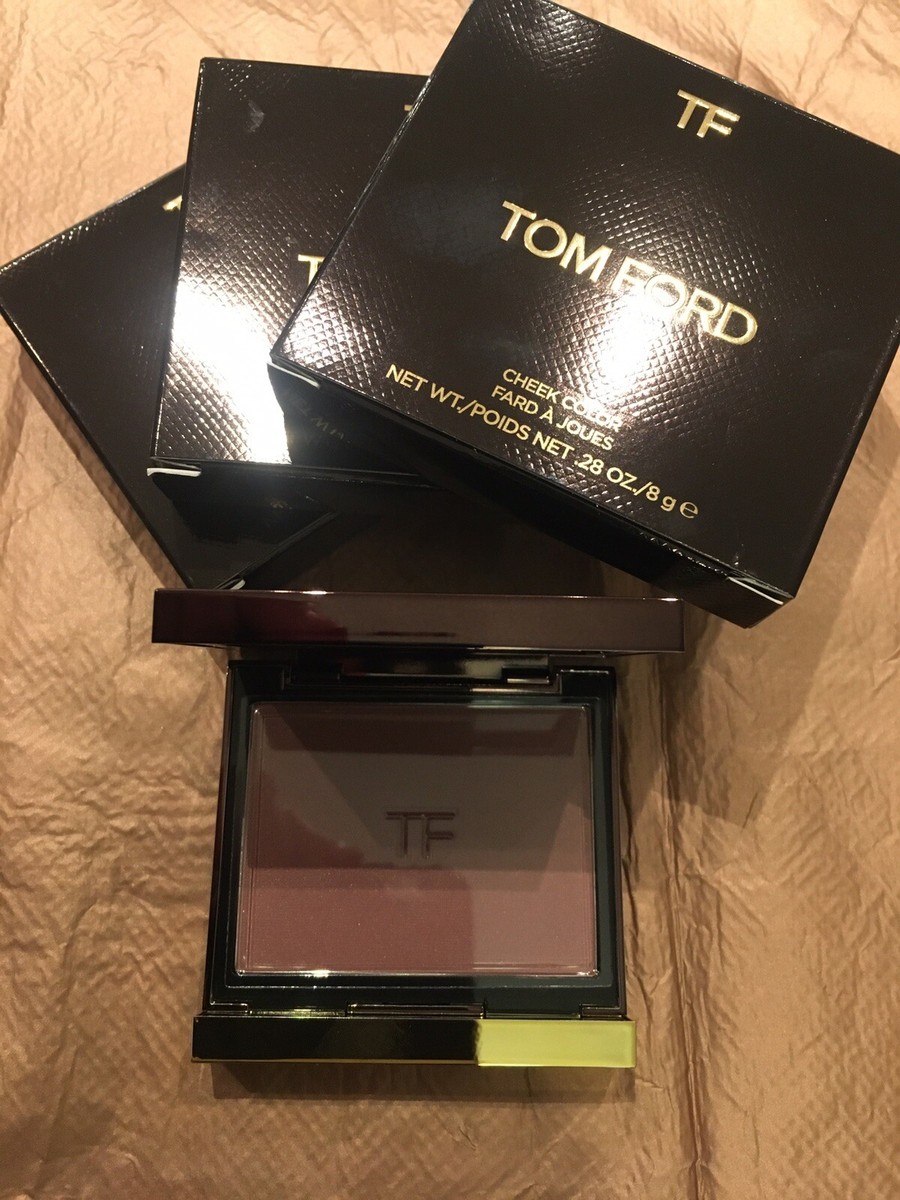 TF
TOM FORD
CHEEK COLOR
FARD À JOUES
NET WT./POIDS NET .28 OZ./8 g ℮
T
TF